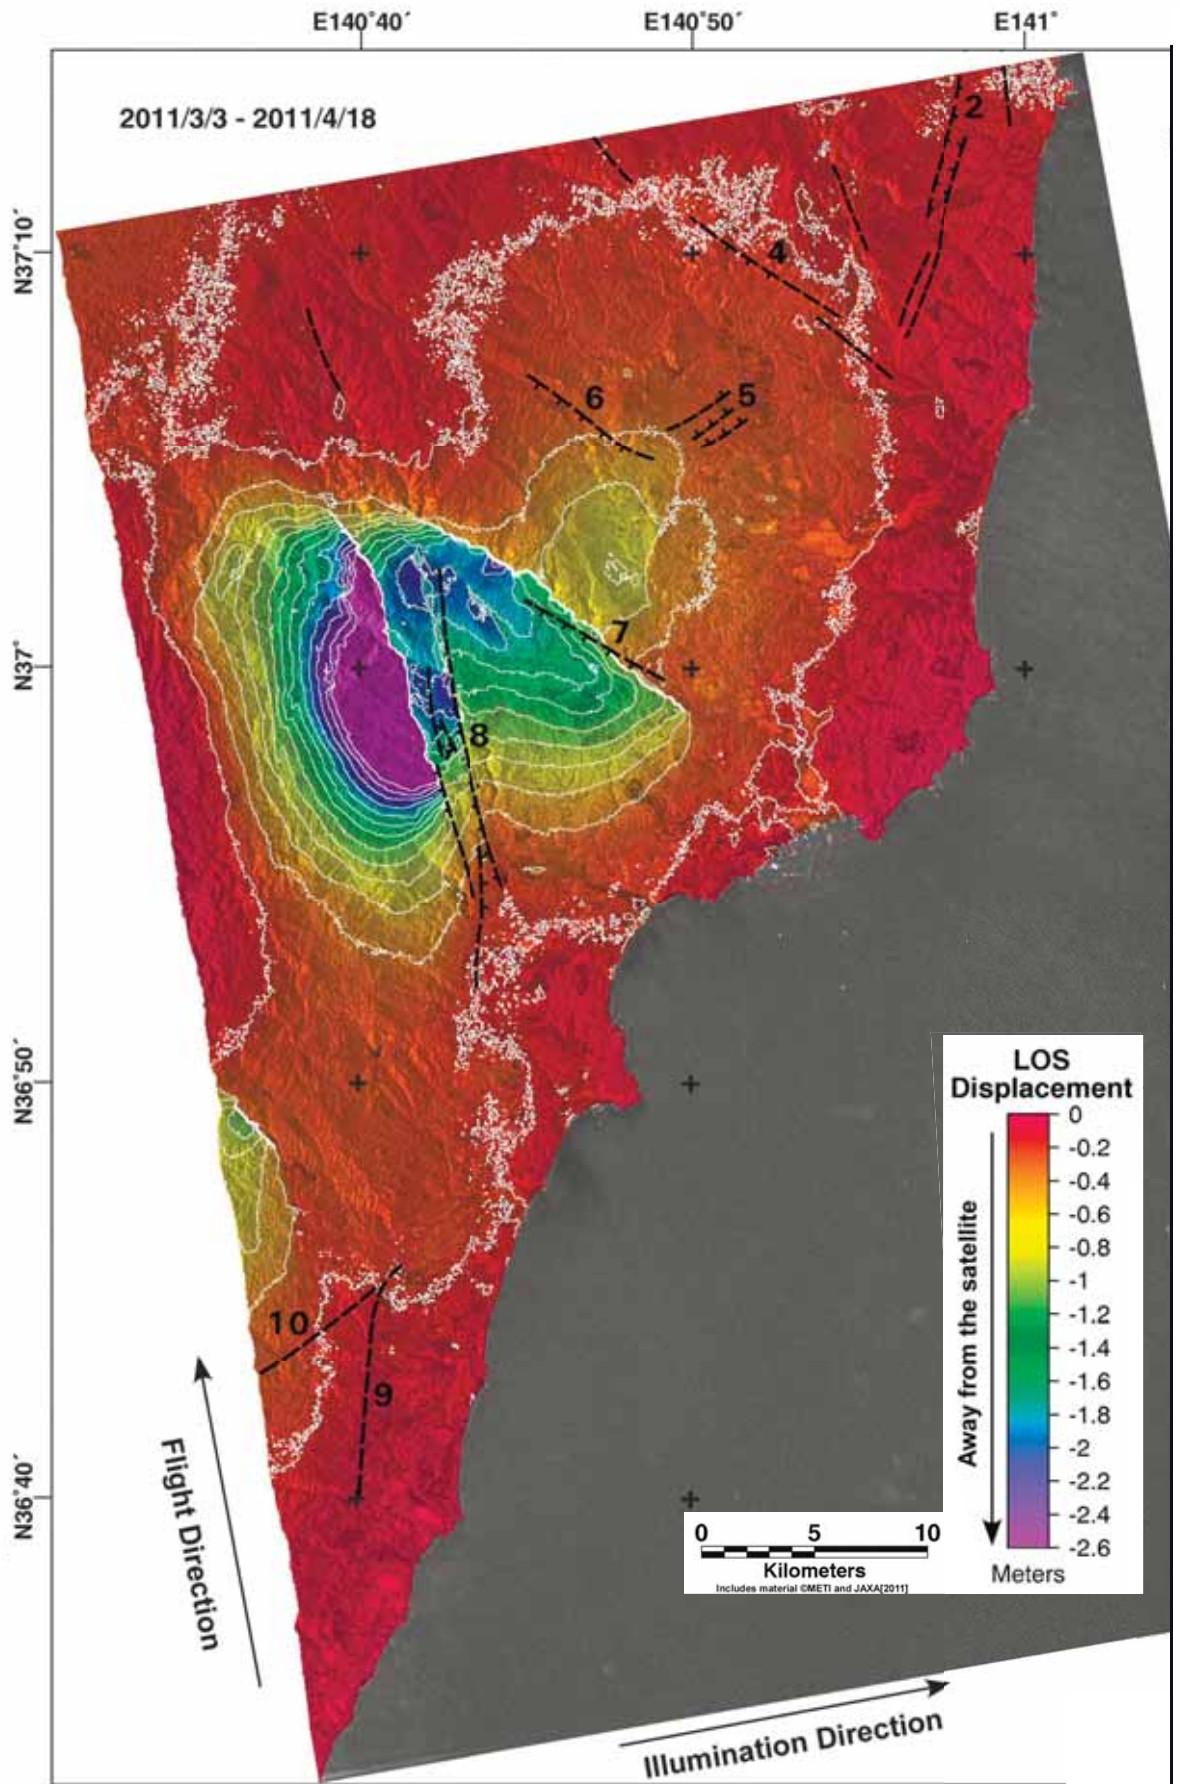 E140°40´
E140°50´
E141°
2011/3/3 - 2011/4/18
2
N37°10´
4
6
5
7
N37°
8
N36°50´
10
9
N36°40´
Flight Direction
Illumination Direction
LOS
Displacement
0
-0.2
-0.4
-0.6
-0.8
-1
-1.2
-1.4
-1.6
-1.8
-2
-2.2
-2.4
-2.6
Away from the satellite
Meters
0 5 10
Kilometers
Includes material ©METI and JAXA[2011]